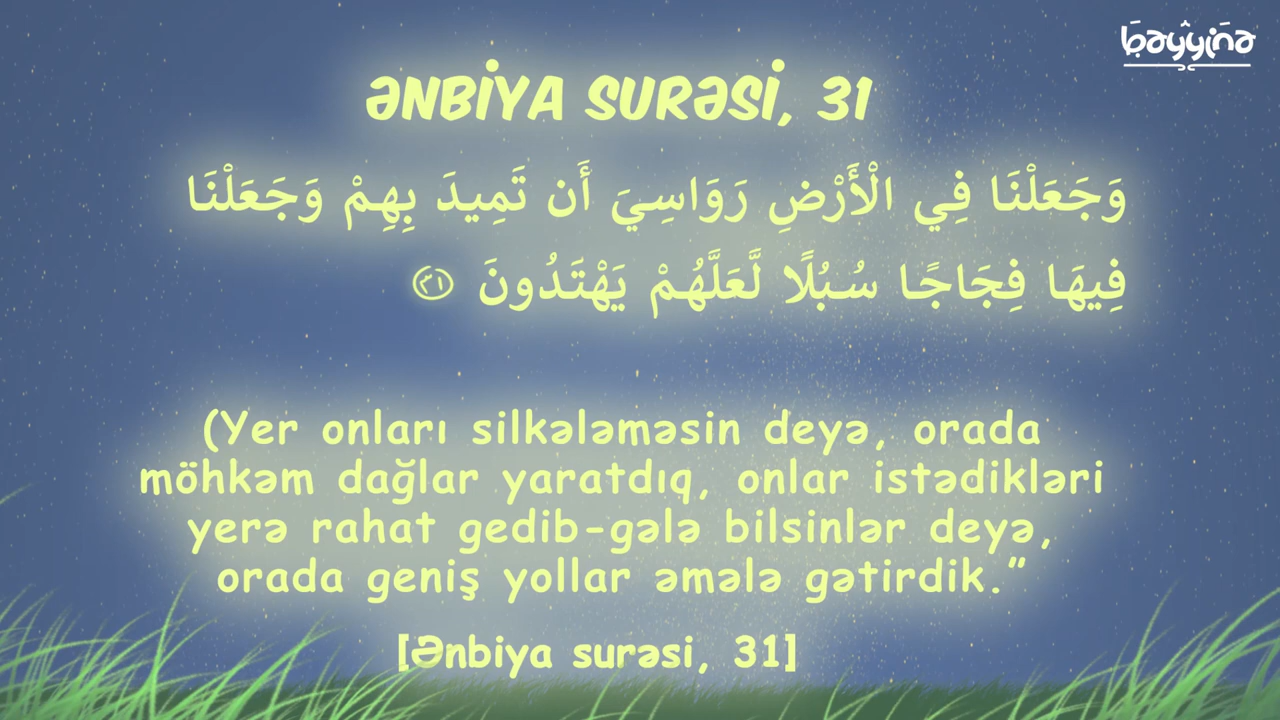 bəyyinə
ƏNBİYA SURƏSİ, 31
وَجَعَلْنَا فِي الْأَرْضِ رَوَاسِيَ أَن تَمِيدَ بِهِمْ وَجَعَلْنَا
فِيهَا فِجَاجًا سُبُلًا لَّعَلَّهُمْ يَهْتَدُونَ ﴿٣١﴾
(Yer onları silkələməsin deyə, orada
möhkəm dağlar yaratdıq, onlar istədikləri
yerə rahat gedib-gələ bilsinlər deyə,
orada geniş yollar əmələ gətirdik.”
[Ənbiya surəsi, 31]